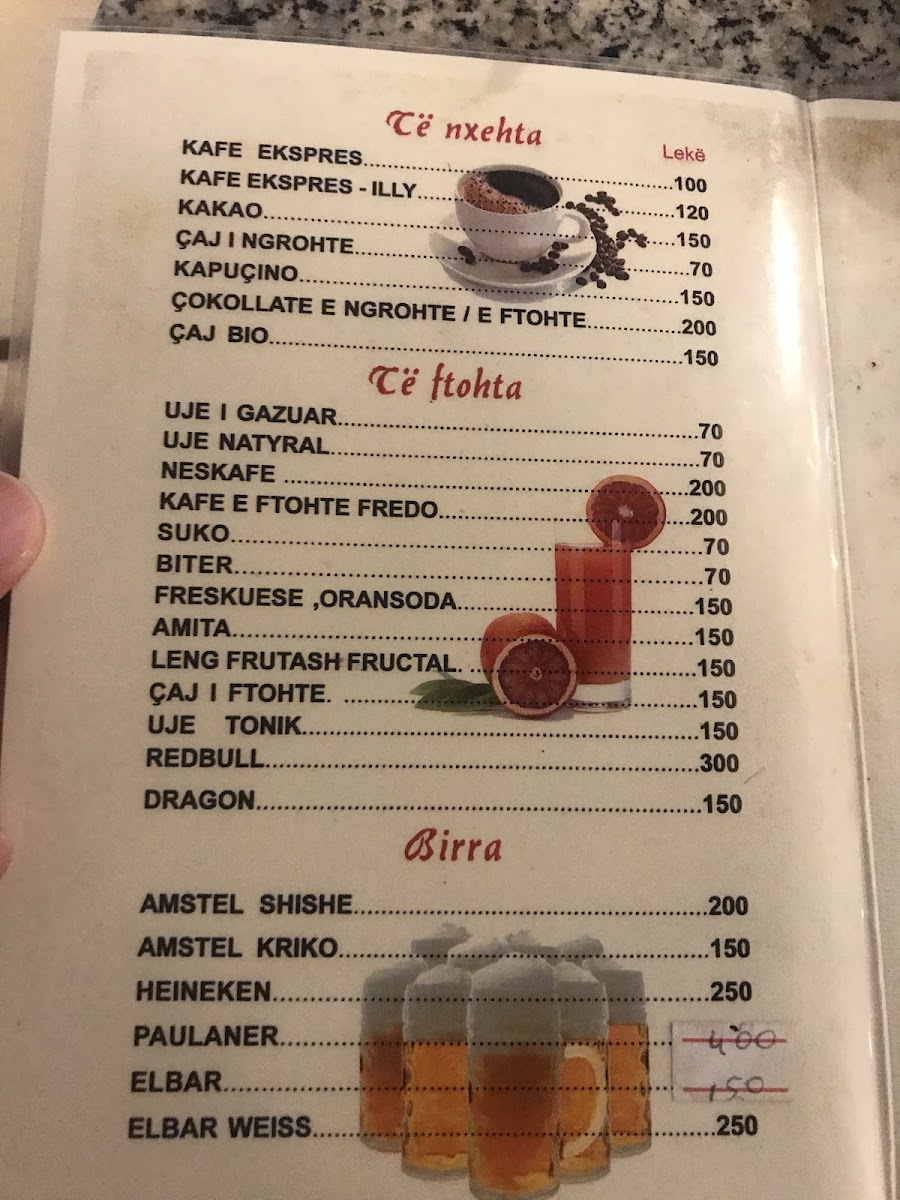 Të nxehta
Lekë
KAFE EKSPRES....................100
KAFE EKSPRES - ILLY....................120
KAKAO....................150
ÇAJ I NGROHTE....................70
KAPUÇINO....................150
ÇOKOLLATE E NGROHTE / E FTOHTE....................200
ÇAJ BIO....................150
Të ftohta
UJE I GAZUAR....................70
UJE NATYRAL....................70
NESKAFE ....................200
KAFE E FTOHTE FREDO....................200
SUKO....................70
BITER....................70
FRESKUESE ,ORANSODA....................150
AMITA....................150
LENG FRUTASH FRUCTAL. ....................150
ÇAJ I FTOHTE. ....................150
UJE TONIK....................150
REDBULL....................300
DRAGON....................150
Birra
AMSTEL SHISHE....................200
AMSTEL KRIKO....................150
HEINEKEN....................250
PAULANER....................400
ELBAR....................150
ELBAR WEISS....................250